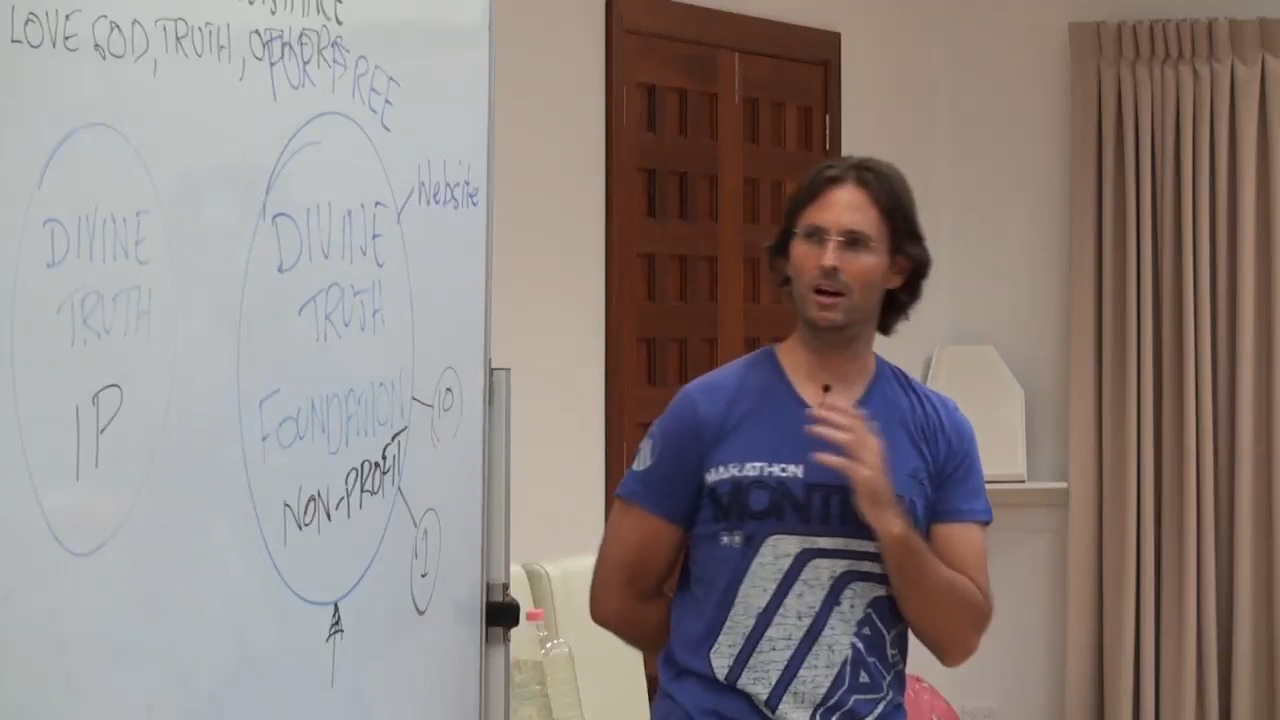 LOVE GOD, TRUTH, OTHERS
FOR FREE
Website
DIVINE
TRUTH
IP
DIVINE
TRUTH
FOUNDATION
NON-PROFIT
10
1
MARATHON